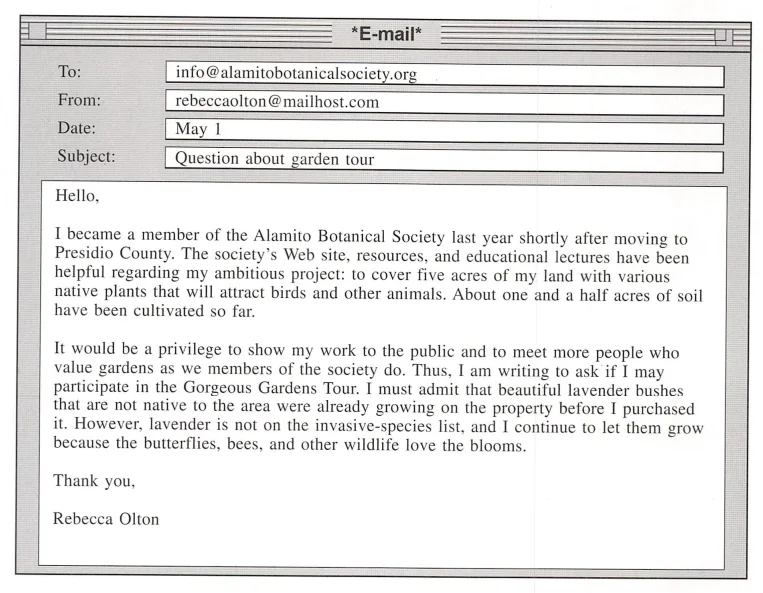 *E-mail*
To: info@alamitobotanicalsociety.org
From: rebeccaolton@mailhost.com
Date: May 1
Subject: Question about garden tour
Hello,
I became a member of the Alamito Botanical Society last year shortly after moving to
Presidio County. The society's Web site, resources, and educational lectures have been
helpful regarding my ambitious project: to cover five acres of my land with various
native plants that will attract birds and other animals. About one and a half acres of soil
have been cultivated so far.
It would be a privilege to show my work to the public and to meet more people who
value gardens as we members of the society do. Thus, I am writing to ask if I may
participate in the Gorgeous Gardens Tour. I must admit that beautiful lavender bushes
that are not native to the area were already growing on the property before I purchased
it. However, lavender is not on the invasive-species list, and I continue to let them grow
because the butterflies, bees, and other wildlife love the blooms.
Thank you,
Rebecca Olton